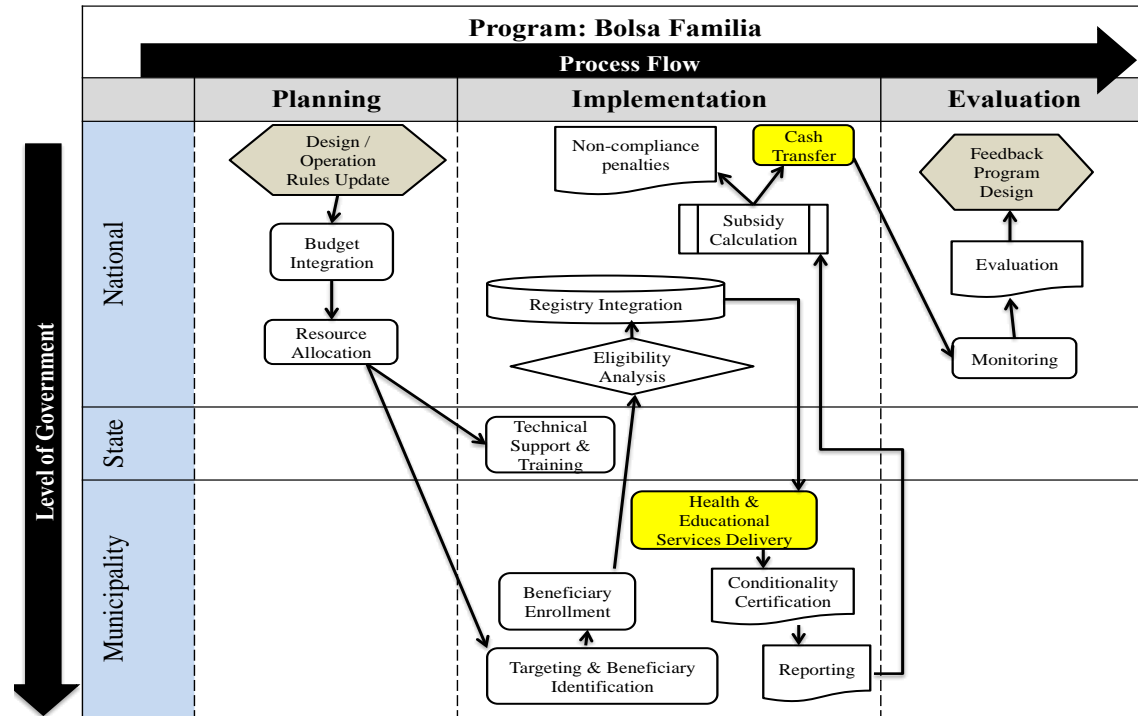 Program: Bolsa Familia
Process Flow
Planning
Implementation
Evaluation
Level of Government
National
Design /
Operation
Rules Update
Budget
Integration
Resource
Allocation
Non-compliance
penalties
Cash
Transfer
Subsidy
Calculation
Registry Integration
Eligibility
Analysis
Feedback
Program
Design
Evaluation
Monitoring
State
Technical
Support &
Training
Municipality
Health &
Educational
Services Delivery
Beneficiary
Enrollment
Conditionality
Certification
Targeting & Beneficiary
Identification
Reporting